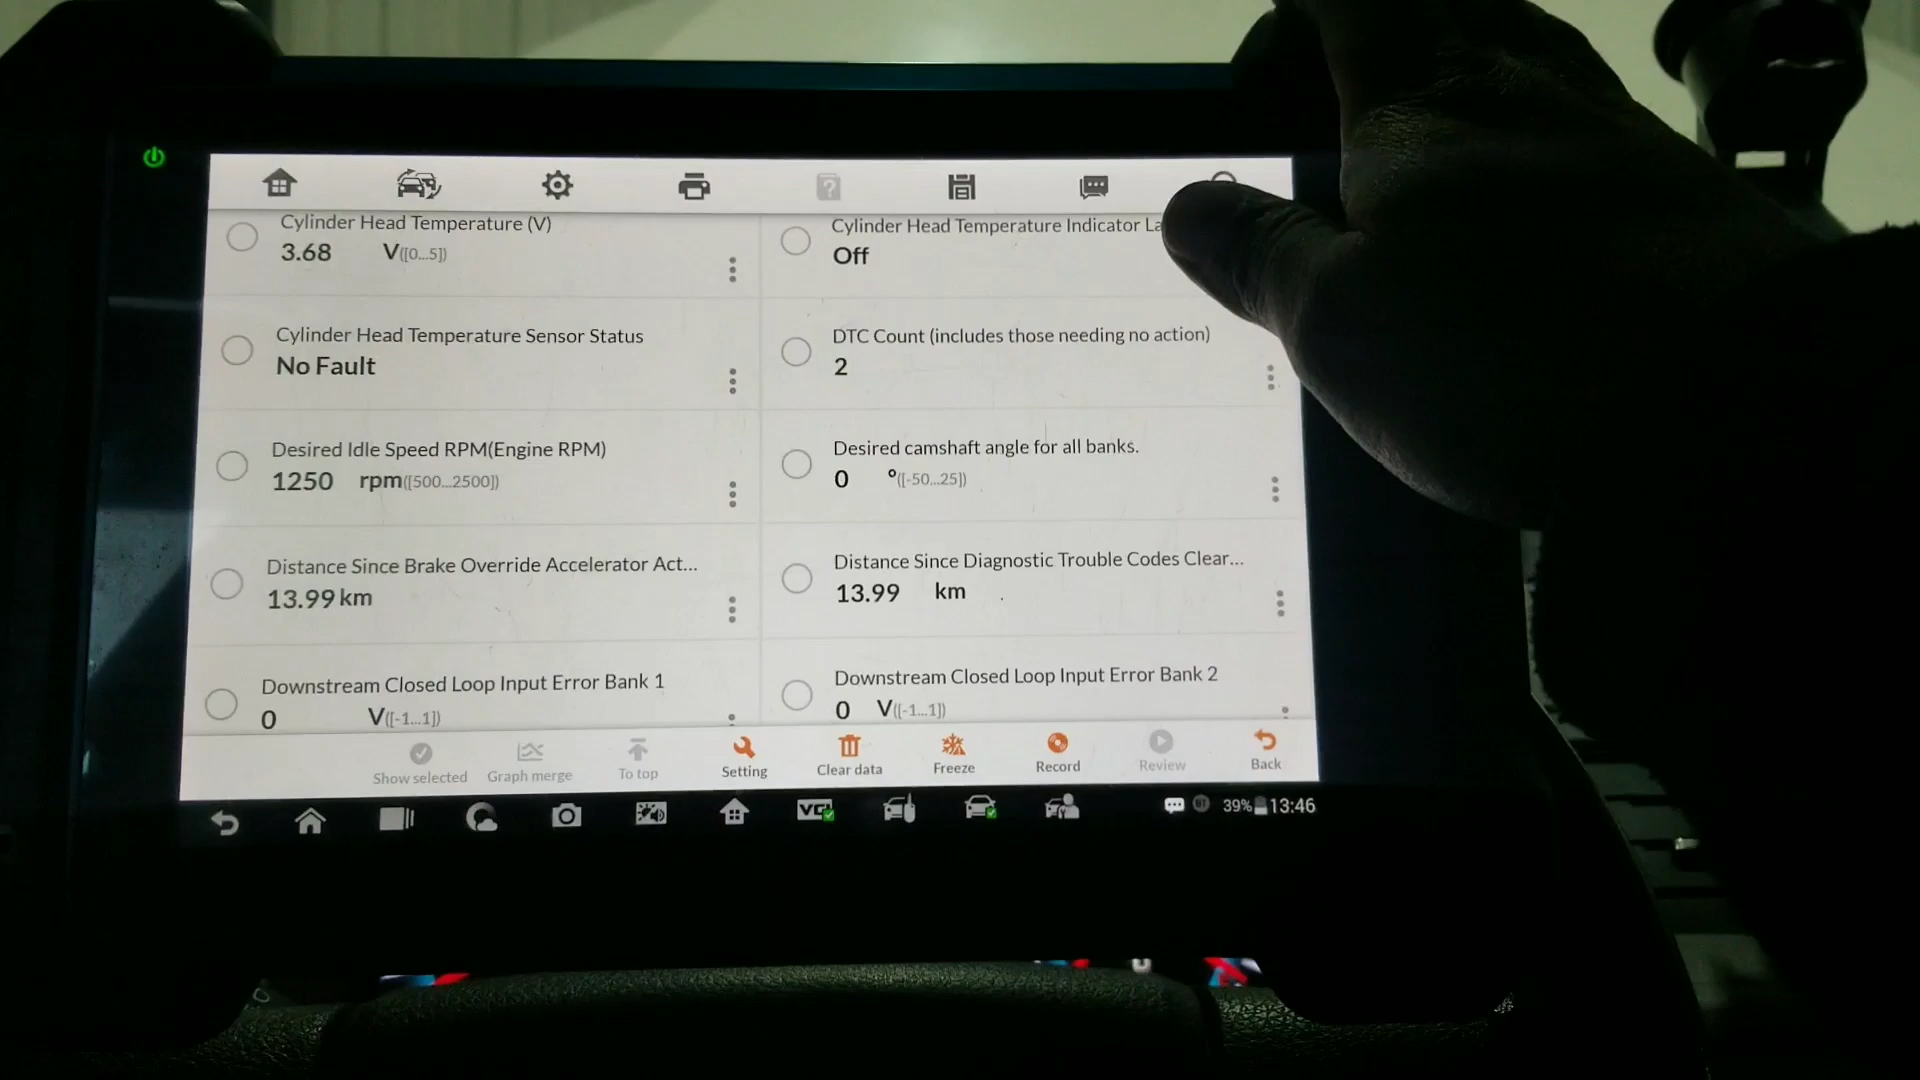 Cylinder Head Temperature (V)
3.68 V([0...5])
Cylinder Head Temperature Indicator La
Off
Cylinder Head Temperature Sensor Status
No Fault
DTC Count (includes those needing no action)
2
Desired Idle Speed RPM(Engine RPM)
1250 rpm([500...2500])
Desired camshaft angle for all banks.
0 °([-50...25])
Distance Since Brake Override Accelerator Act...
13.99 km
Distance Since Diagnostic Trouble Codes Clear...
13.99 km
Downstream Closed Loop Input Error Bank 1
0 V([-1...1])
Downstream Closed Loop Input Error Bank 2
0 V([-1...1])
Show selected
Graph merge
To top
Setting
Clear data
Freeze
Record
Review
Back
VCI
39% 13:46